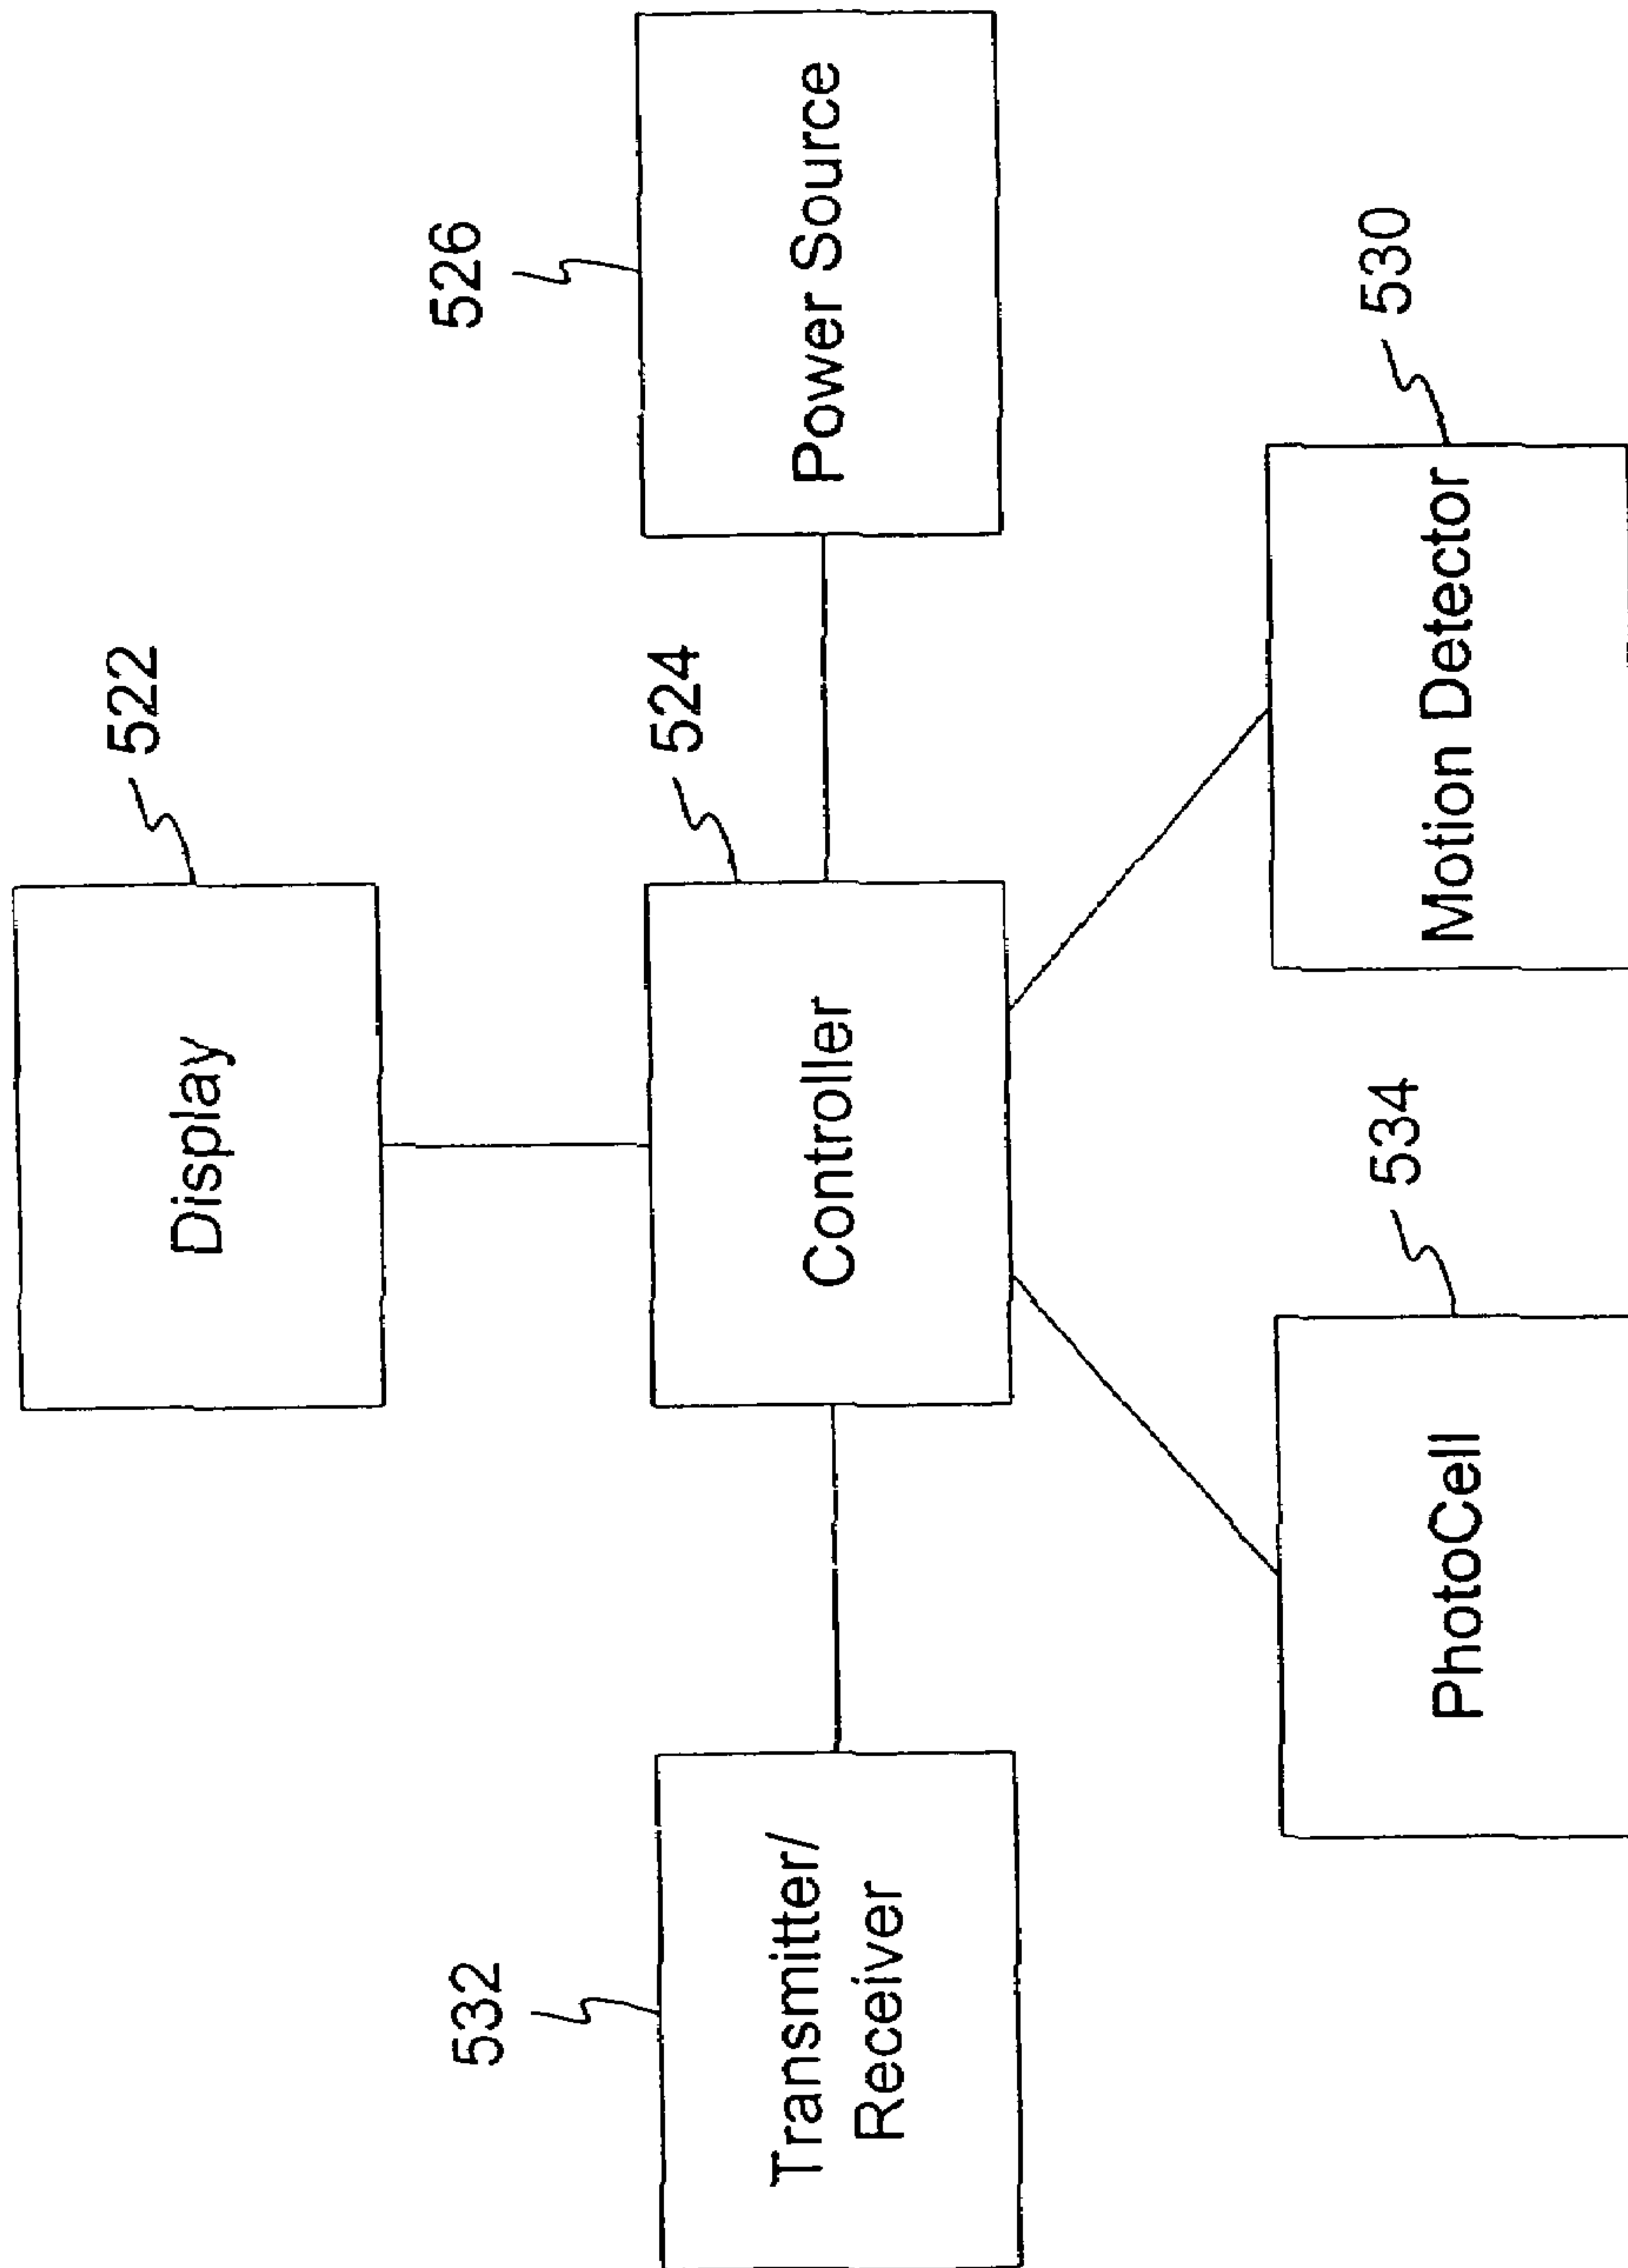 522
Display
532
524
526
Transmitter/
Receiver
Controller
Power Source
534
530
PhotoCell
Motion Detector